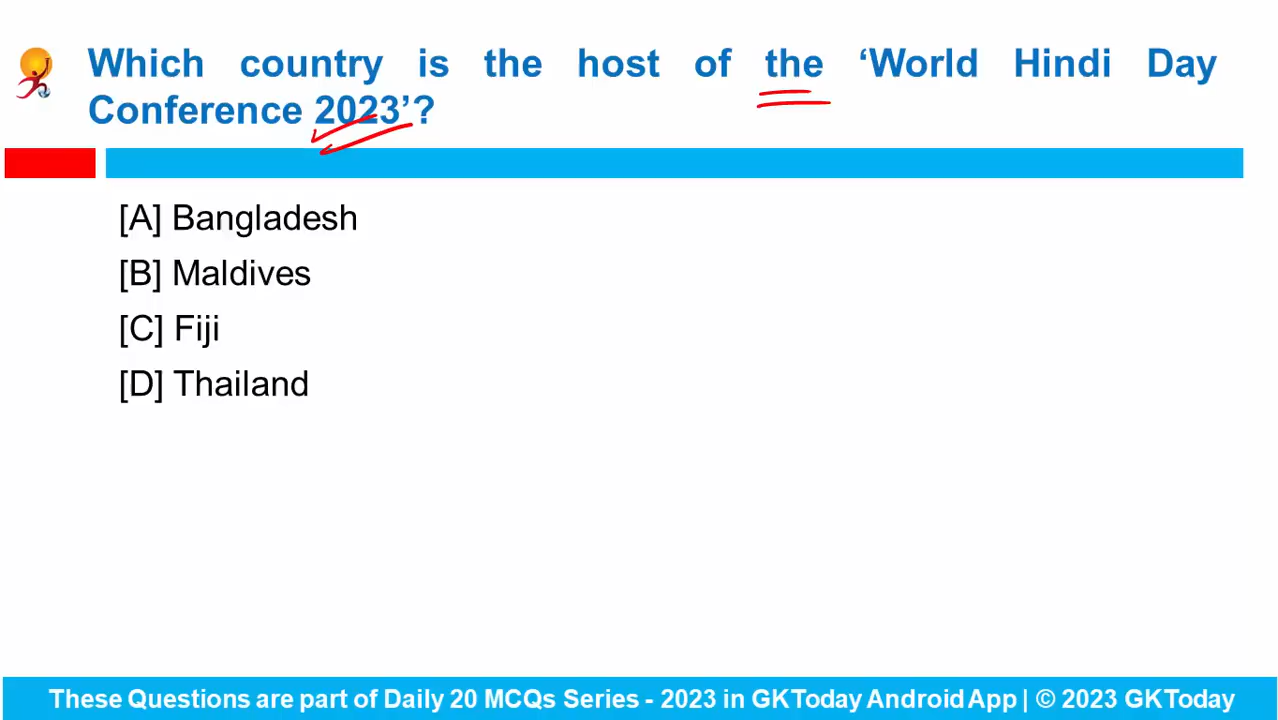 Which country is the host of the ‘World Hindi Day
Conference 2023’?
[A] Bangladesh
[B] Maldives
[C] Fiji
[D] Thailand
These Questions are part of Daily 20 MCQs Series - 2023 in GKToday Android App | © 2023 GKToday